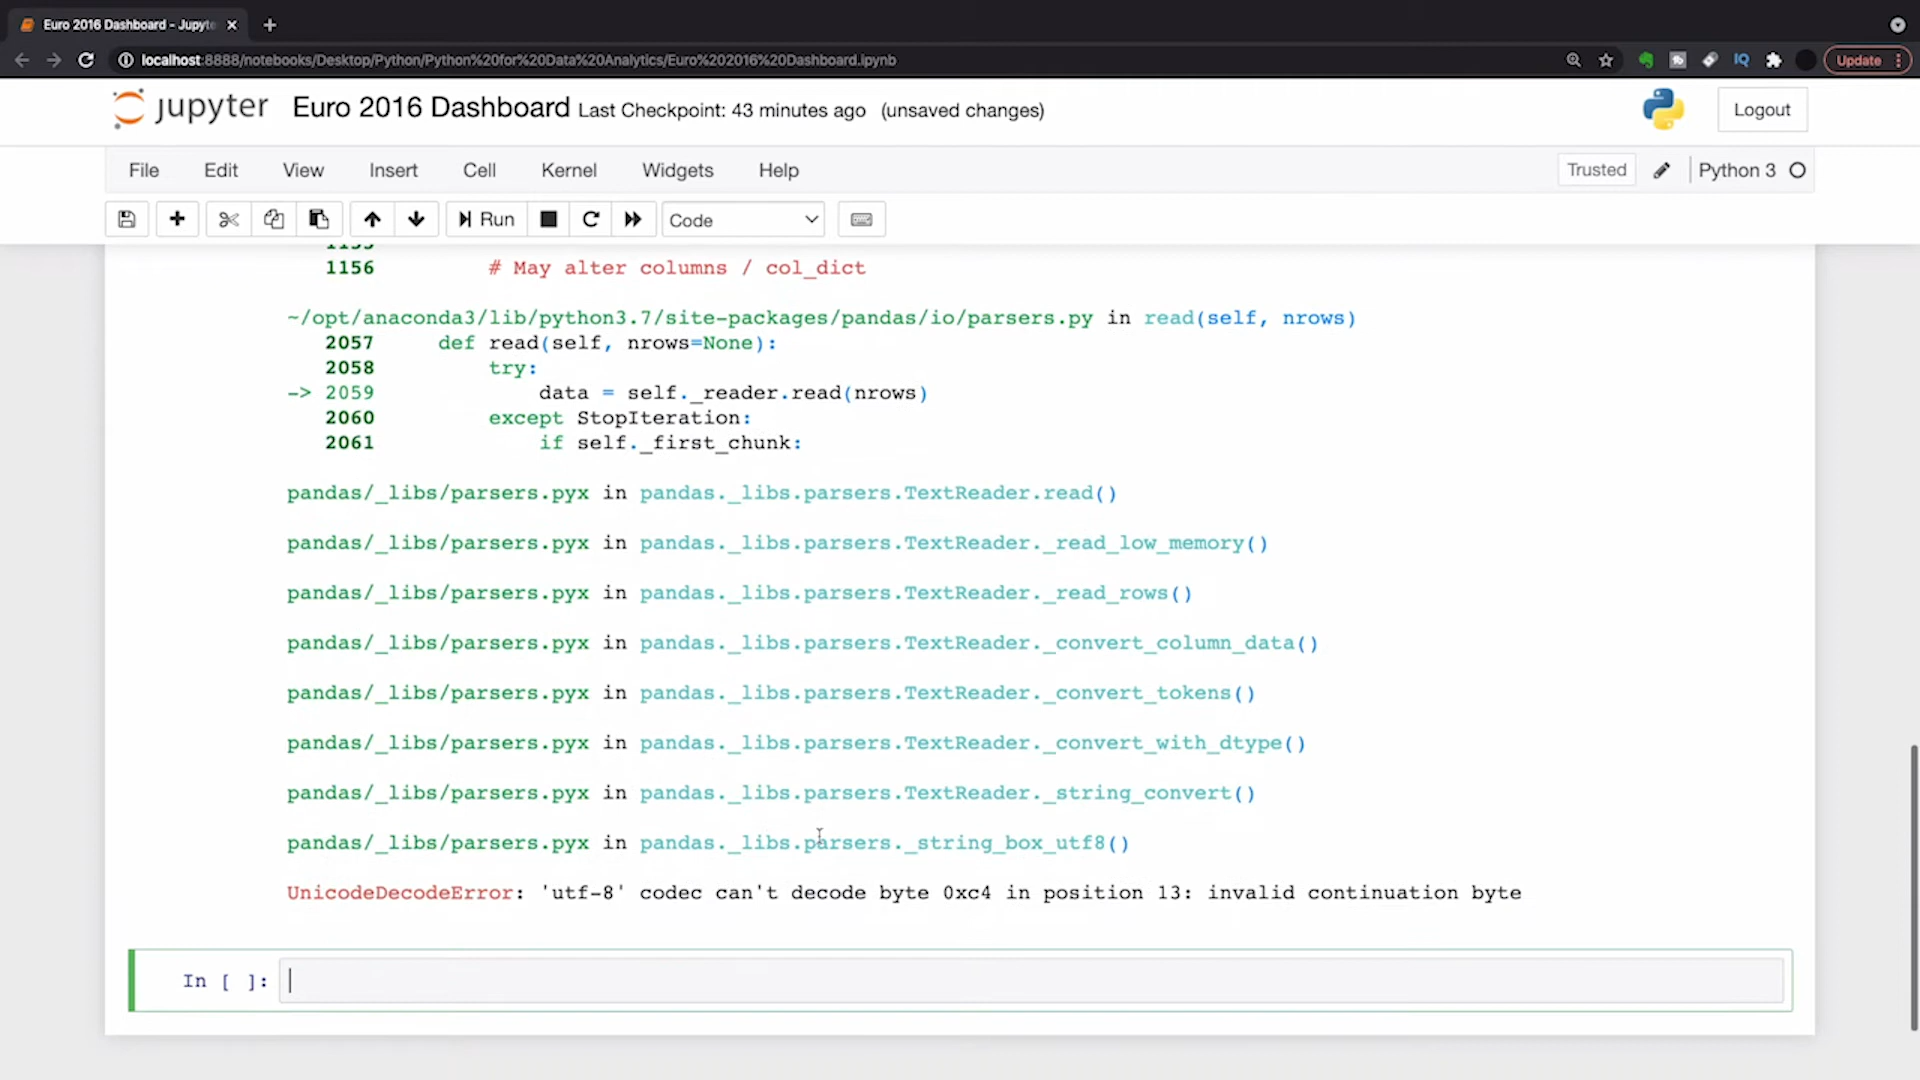 Euro 2016 Dashboard - Jupyte
localhost:8888/notebooks/Desktop/Python/Python%20for%20Data%20Analytics/Euro%202016%20Dashboard.ipynb
IQ
Update
jupyter Euro 2016 Dashboard Last Checkpoint: 43 minutes ago (unsaved changes)
Logout
File Edit View Insert Cell Kernel Widgets Help
Trusted
Python 3
Run
Code
1155
1156 # May alter columns / col_dict
~/opt/anaconda3/lib/python3.7/site-packages/pandas/io/parsers.py in read(self, nrows)
2057 def read(self, nrows=None):
2058 try:
-> 2059 data = self._reader.read(nrows)
2060 except StopIteration:
2061 if self._first_chunk:
pandas/_libs/parsers.pyx in pandas._libs.parsers.TextReader.read()
pandas/_libs/parsers.pyx in pandas._libs.parsers.TextReader._read_low_memory()
pandas/_libs/parsers.pyx in pandas._libs.parsers.TextReader._read_rows()
pandas/_libs/parsers.pyx in pandas._libs.parsers.TextReader._convert_column_data()
pandas/_libs/parsers.pyx in pandas._libs.parsers.TextReader._convert_tokens()
pandas/_libs/parsers.pyx in pandas._libs.parsers.TextReader._convert_with_dtype()
pandas/_libs/parsers.pyx in pandas._libs.parsers.TextReader._string_convert()
pandas/_libs/parsers.pyx in pandas._libs.parsers._string_box_utf8()
UnicodeDecodeError: 'utf-8' codec can't decode byte 0xc4 in position 13: invalid continuation byte
In [ ]: